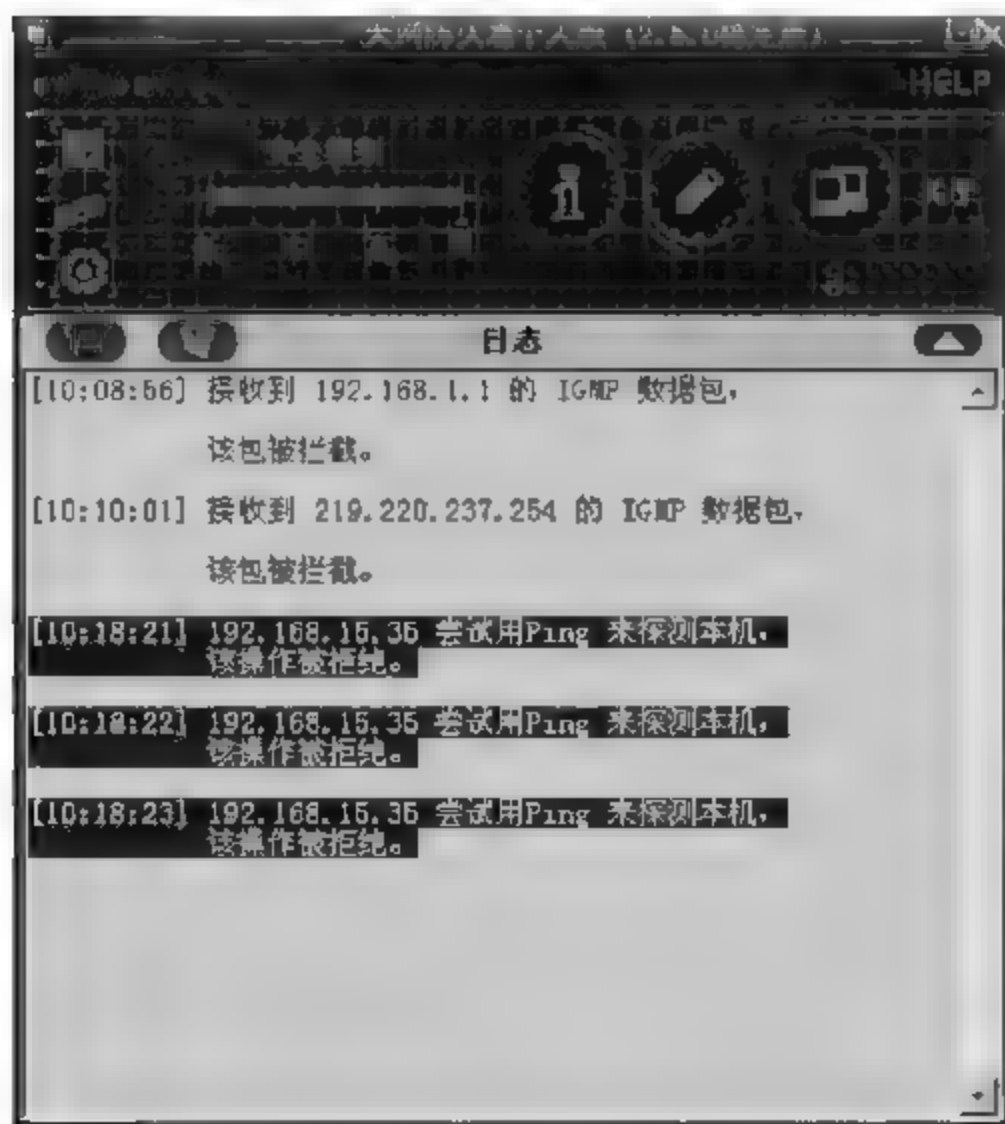 HELP
日志
[10:08:56] 接收到 192.168.1.1 的 IGMP 数据包,
该包被拦截。
[10:10:01] 接收到 219.220.237.254 的 IGMP 数据包,
该包被拦截。
[10:18:21] 192.168.15.35 尝试用Ping 来探测本机,
该操作被拒绝。
[10:18:22] 192.168.15.35 尝试用Ping 来探测本机,
该操作被拒绝。
[10:18:23] 192.168.15.35 尝试用Ping 来探测本机,
该操作被拒绝。